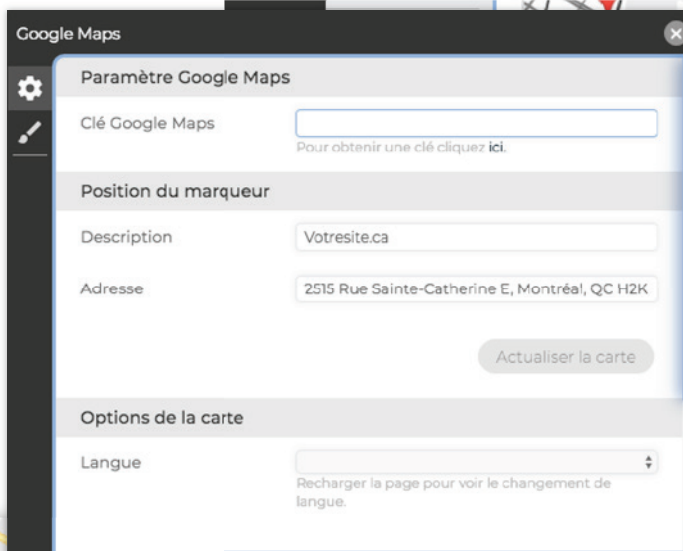 Google Maps
Paramètre Google Maps
Clé Google Maps
Pour obtenir une clé cliquez ici.
Position du marqueur
Description
Votresite.ca
Adresse
2515 Rue Sainte-Catherine E, Montréal, QC H2K
Actualiser la carte
Options de la carte
Langue
Recharger la page pour voir le changement de
langue.